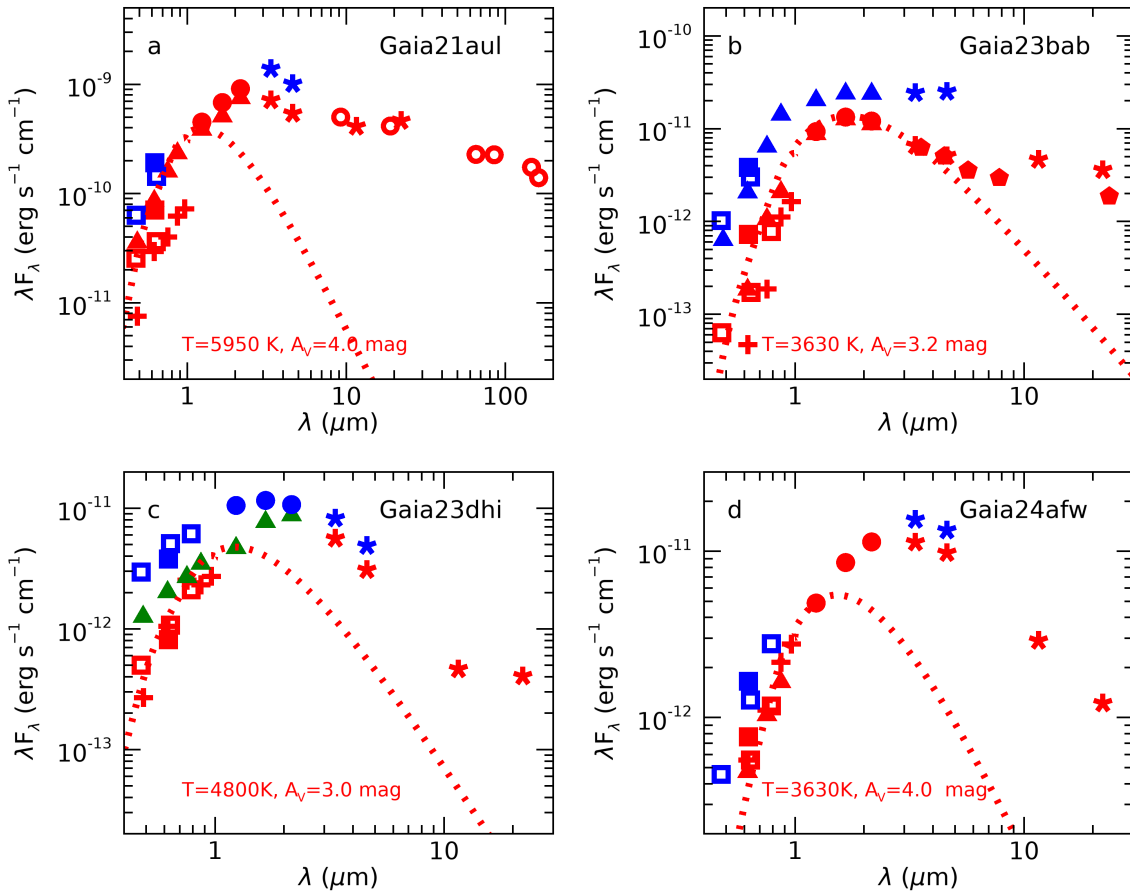 a Gaia21aul
10⁻⁹
10⁻¹⁰
10⁻¹¹
λF_λ (erg s⁻¹ cm⁻¹)
T=5950 K, A_V=4.0 mag
1 10 100
λ (μm)
b Gaia23bab
10⁻¹⁰
10⁻¹¹
10⁻¹²
10⁻¹³
λF_λ (erg s⁻¹ cm⁻¹)
T=3630 K, A_V=3.2 mag
1 10
λ (μm)
c Gaia23dhi
10⁻¹¹
10⁻¹²
10⁻¹³
λF_λ (erg s⁻¹ cm⁻¹)
T=4800K, A_V=3.0 mag
1 10
λ (μm)
d Gaia24afw
10⁻¹¹
10⁻¹²
λF_λ (erg s⁻¹ cm⁻¹)
T=3630K, A_V=4.0 mag
1 10
λ (μm)